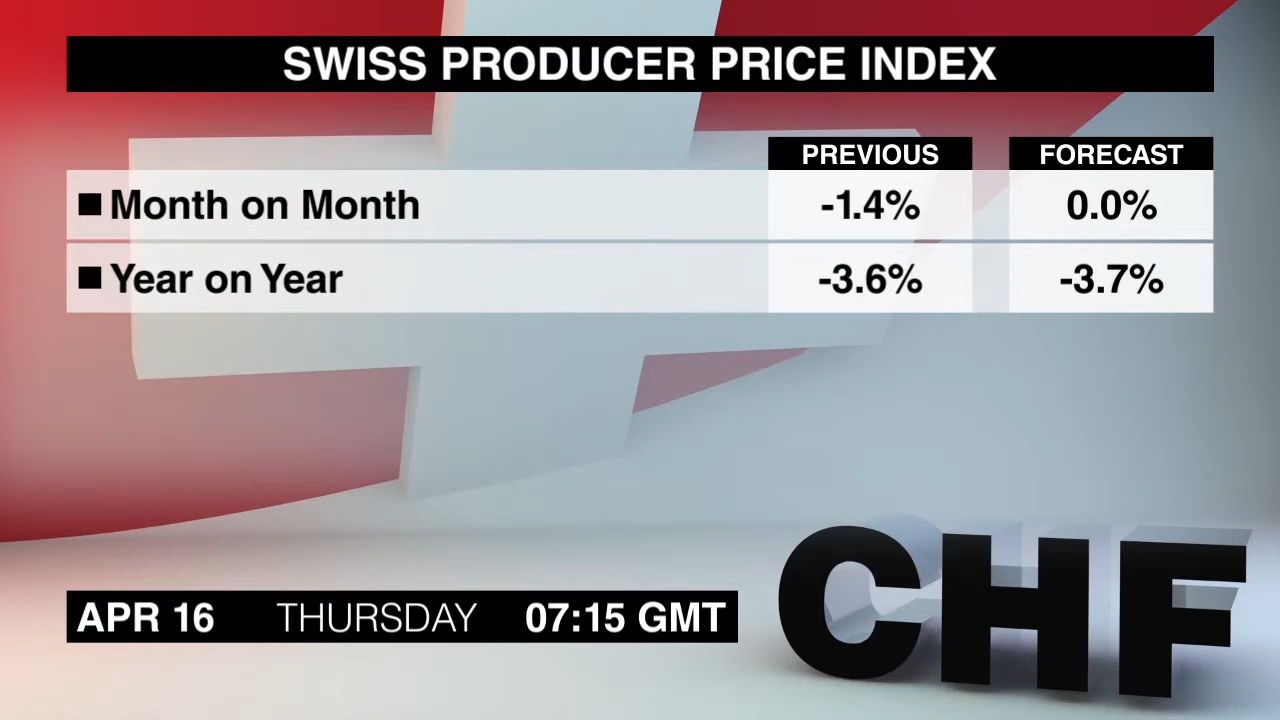 SWISS PRODUCER PRICE INDEX
PREVIOUS FORECAST
■ Month on Month -1.4% 0.0%
■ Year on Year -3.6% -3.7%
APR 16 THURSDAY 07:15 GMT
CHF